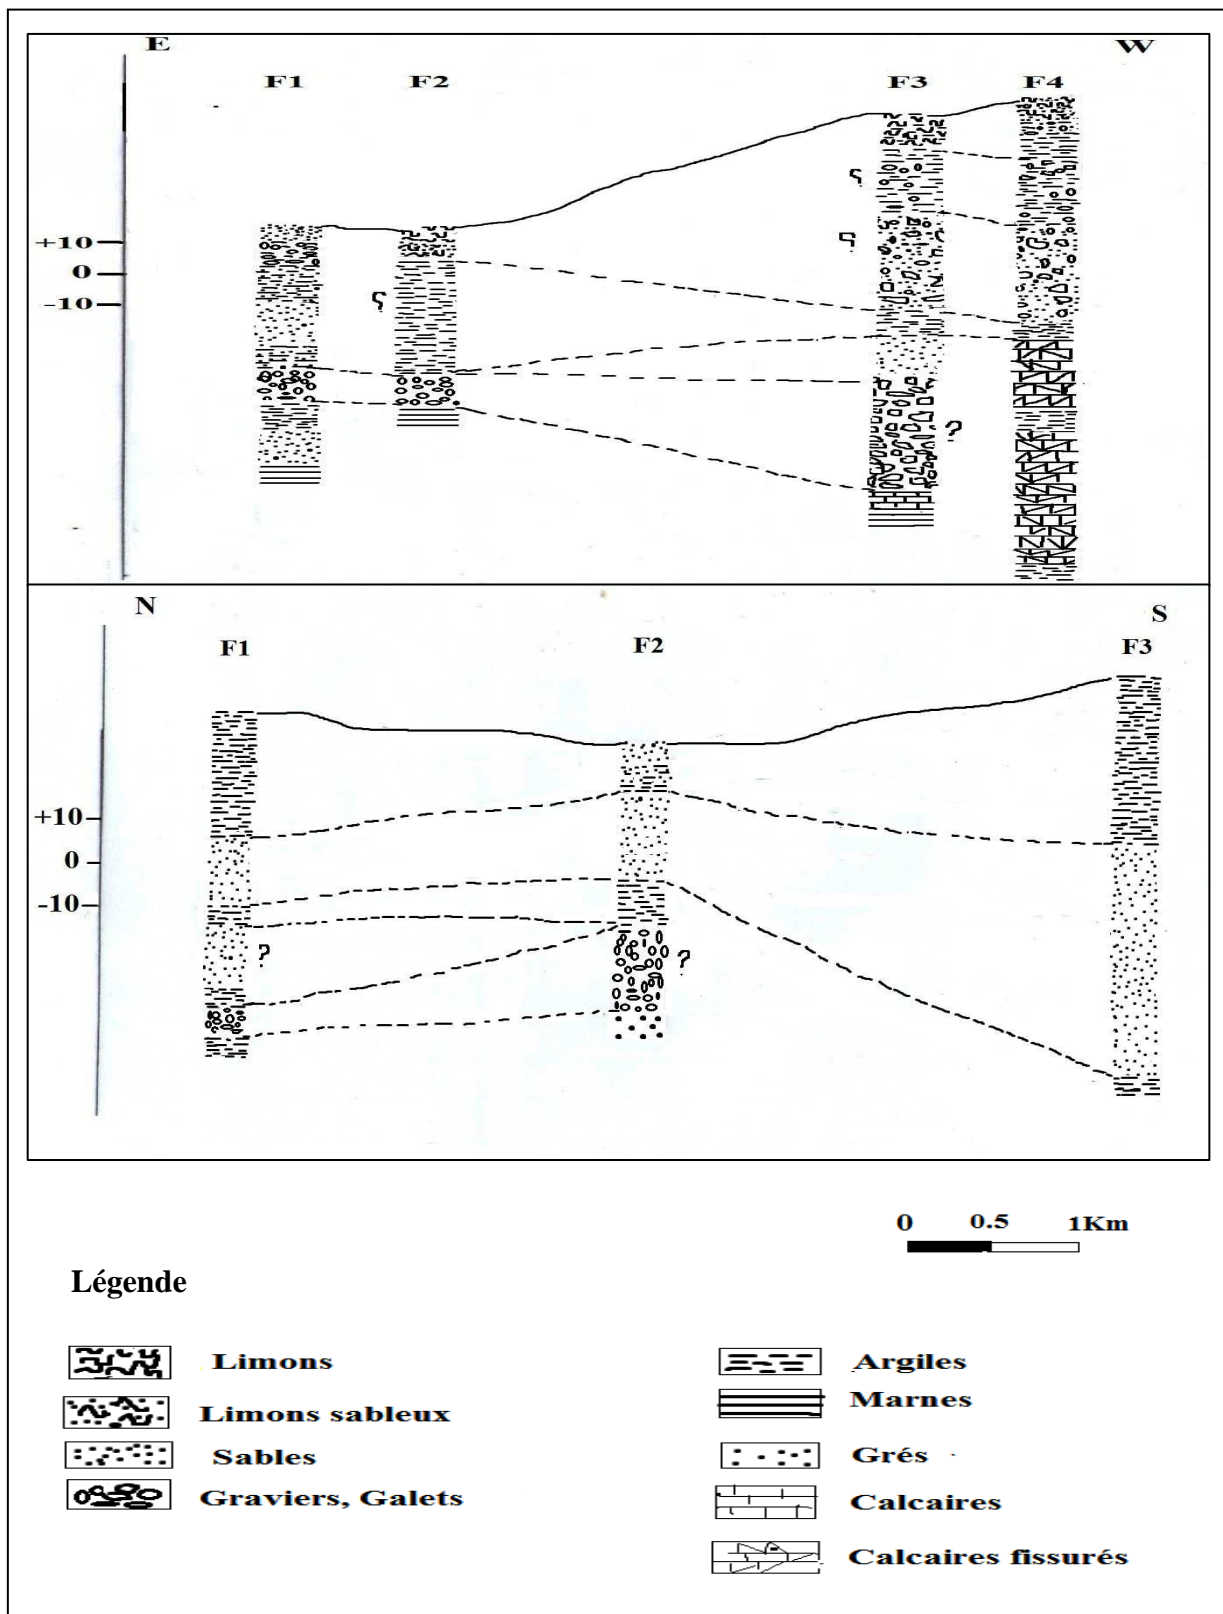 E W
F1 F2 F3 F4
+10
0
-10
?
?
?
?
N S
F1 F2 F3
+10
0
-10
?
?
0 0.5 1Km
Légende
Limons Argiles
Limons sableux Marnes
Sables Grés
Graviers, Galets Calcaires
Calcaires fissurés